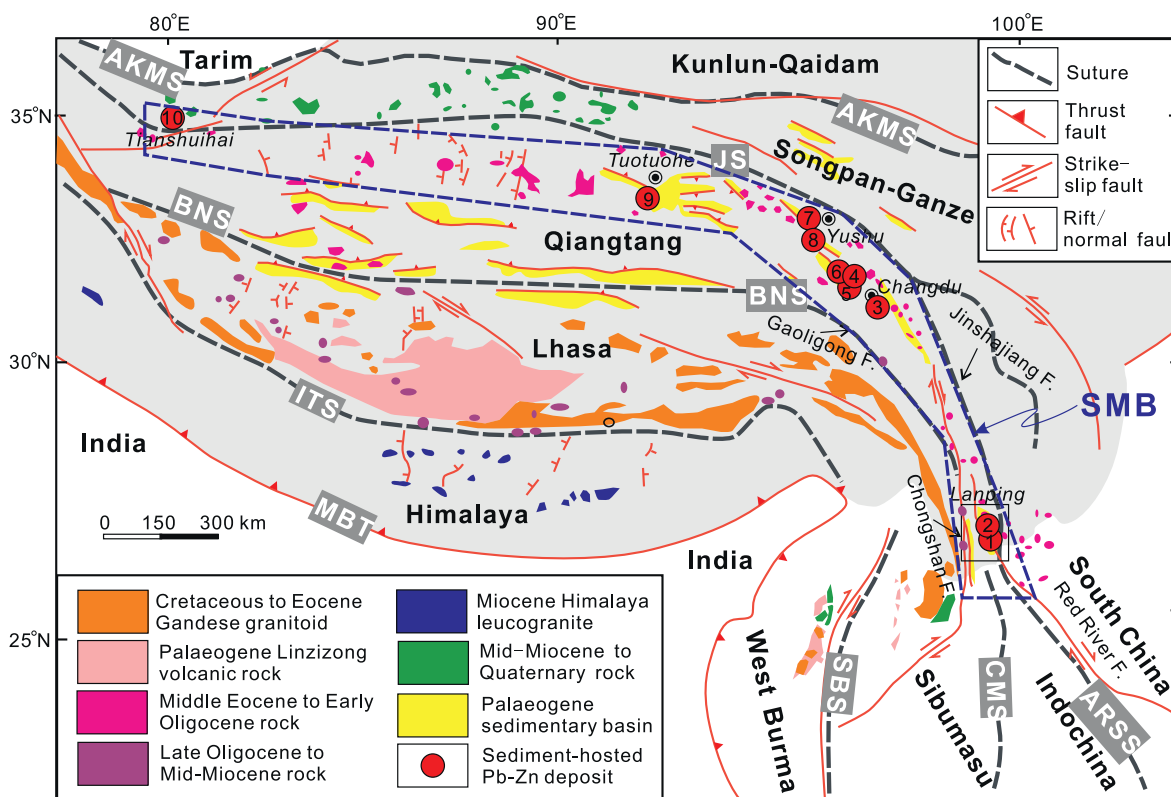 80°E
90°E
100°E
Tarim
AKMS
Kunlun-Qaidam
Suture
35°N
10
Tianshuihai
AKMS
Thrust
fault
Tuotuohe
JS
Songpan-Ganze
Strike-
slip fault
9
7
Yushu
8
BNS
Qiangtang
Rift/
normal fault
6
4
5
Changdu
3
BNS
Gaoligong F.
Jinshajiang F.
30°N
Lhasa
ITS
SMB
India
Himalaya
MBT
0 150 300 km
Chongshan F.
Lanping
2
1
India
South China
Red River F.
25°N
West Burma
SBS
Sibumasu
CMS
Indochina
ARSS
Cretaceous to Eocene
Gandese granitoid
Miocene Himalaya
leucogranite
Palaeogene Linzizong
volcanic rock
Mid-Miocene to
Quaternary rock
Middle Eocene to Early
Oligocene rock
Palaeogene
sedimentary basin
Late Oligocene to
Mid-Miocene rock
Sediment-hosted
Pb-Zn deposit